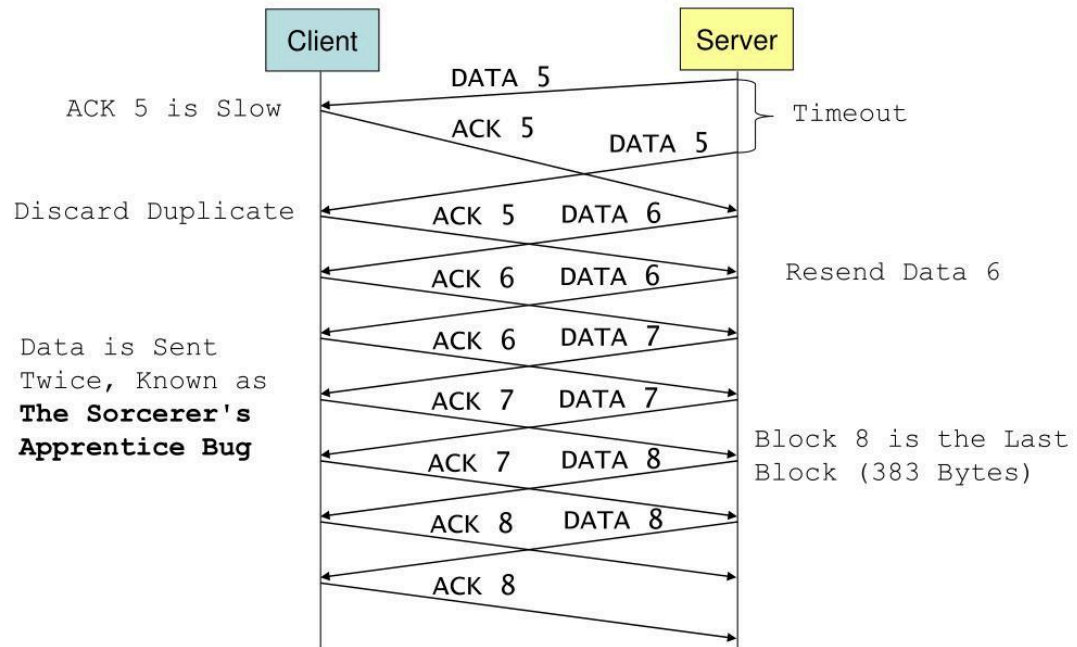 Client
Server
DATA 5
ACK 5 is Slow
Timeout
ACK 5
DATA 5
Discard Duplicate
ACK 5
DATA 6
Resend Data 6
ACK 6
DATA 6
Data is Sent
Twice, Known as
The Sorcerer's
Apprentice Bug
ACK 6
DATA 7
ACK 7
DATA 7
Block 8 is the Last
Block (383 Bytes)
ACK 7
DATA 8
ACK 8
DATA 8
ACK 8